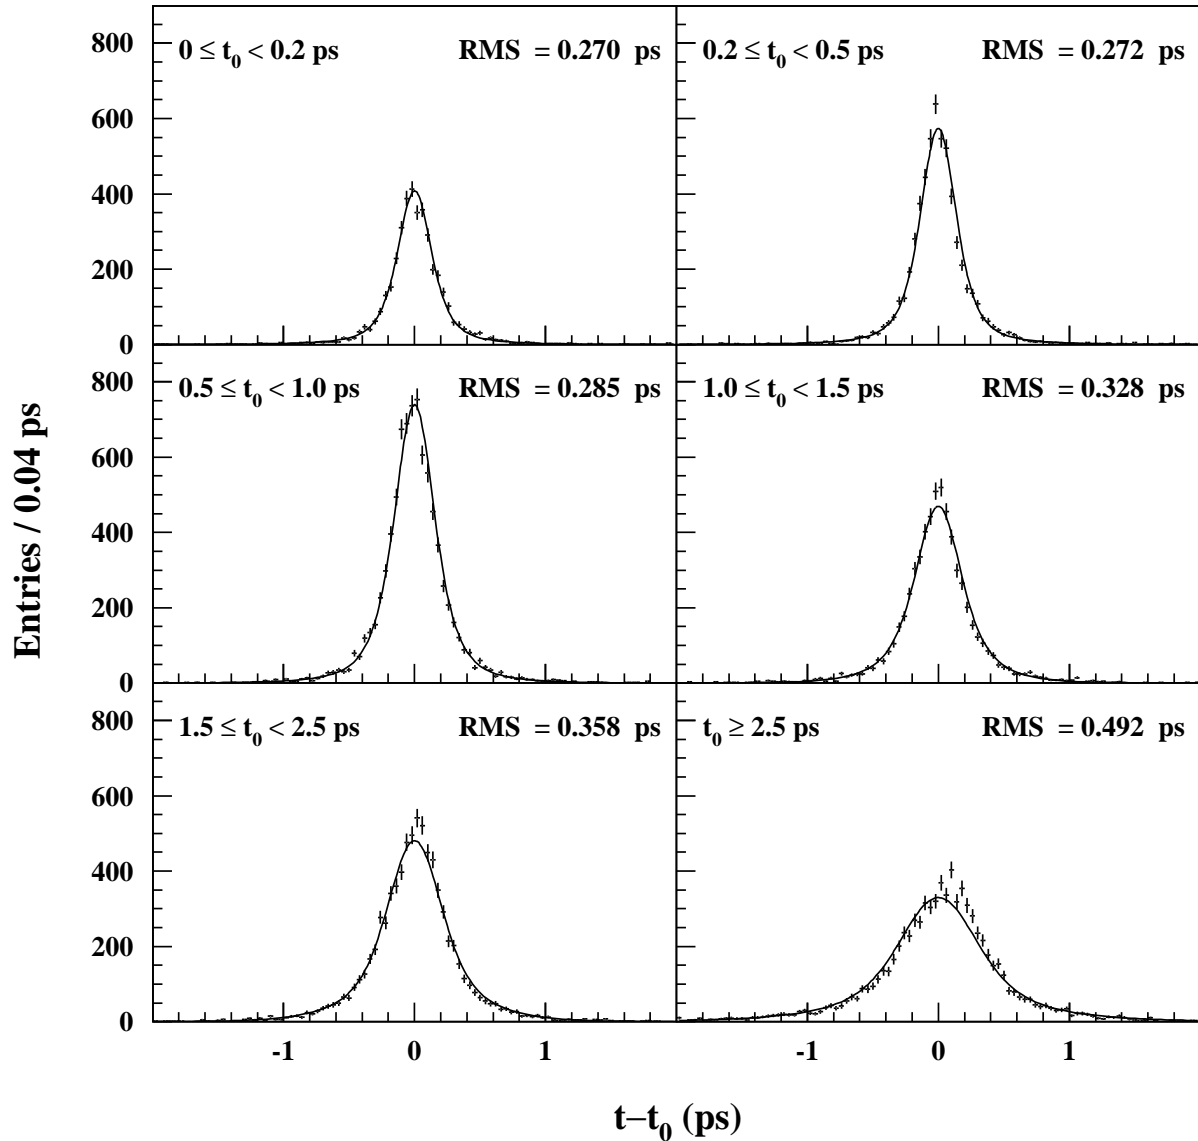 0 ≤ t₀ < 0.2 ps RMS = 0.270 ps
0.2 ≤ t₀ < 0.5 ps RMS = 0.272 ps
800
600
400
200
0
0.5 ≤ t₀ < 1.0 ps RMS = 0.285 ps
1.0 ≤ t₀ < 1.5 ps RMS = 0.328 ps
800
600
400
200
0
1.5 ≤ t₀ < 2.5 ps RMS = 0.358 ps
t₀ ≥ 2.5 ps RMS = 0.492 ps
800
600
400
200
0
-1 0 1
-1 0 1
Entries / 0.04 ps
t–t₀ (ps)